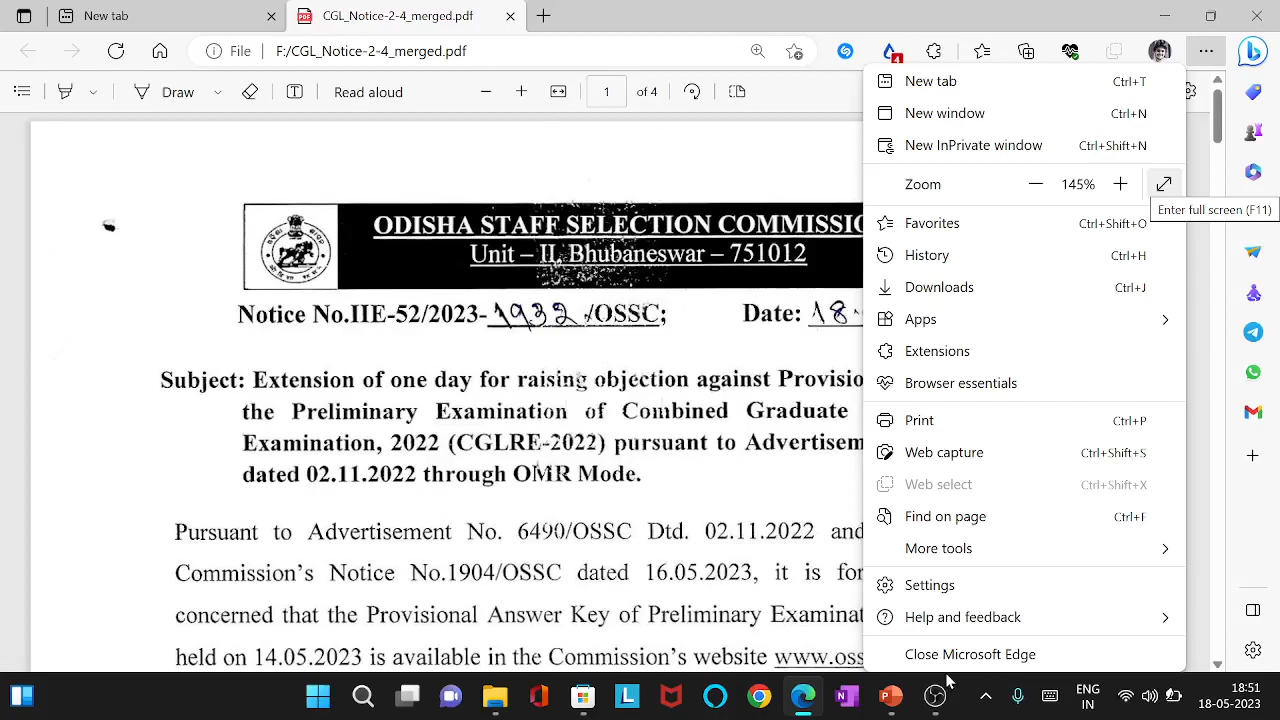 New Tab
CGL_Notice-2-4_merged.pdf
File
F:/CGL_Notice-2-4_merged.pdf
4
Draw
Read aloud
1
of 4
ODISHA STAFF SELECTION COMMISSIO
Unit – II, Bhubaneswar – 751012
Notice No.IIE-52/2023-1932/OSSC;
Date: 18-
Subject: Extension of one day for raising objection against Provision
the Preliminary Examination of Combined Graduate
Examination, 2022 (CGLRE-2022) pursuant to Advertisem
dated 02.11.2022 through OMR Mode.
Pursuant to Advertisement No. 6490/OSSC Dtd. 02.11.2022 and
Commission's Notice No.1904/OSSC dated 16.05.2023, it is for
concerned that the Provisional Answer Key of Preliminary Examinat
held on 14.05.2023 is available in the Commission's website www.oss
New tab Ctrl+T
New window Ctrl+N
New InPrivate window Ctrl+Shift+N
Zoom 145%
Enter full screen (F11)
Favorites Ctrl+Shift+O
History Ctrl+H
Downloads Ctrl+J
Apps
Extensions
Browser essentials
Print Ctrl+P
Web capture Ctrl+Shift+S
Web select Ctrl+Shift+X
Find on page Ctrl+F
More tools
Settings
Help and feedback
Close Microsoft Edge
ENG
IN
18:51
18-05-2023